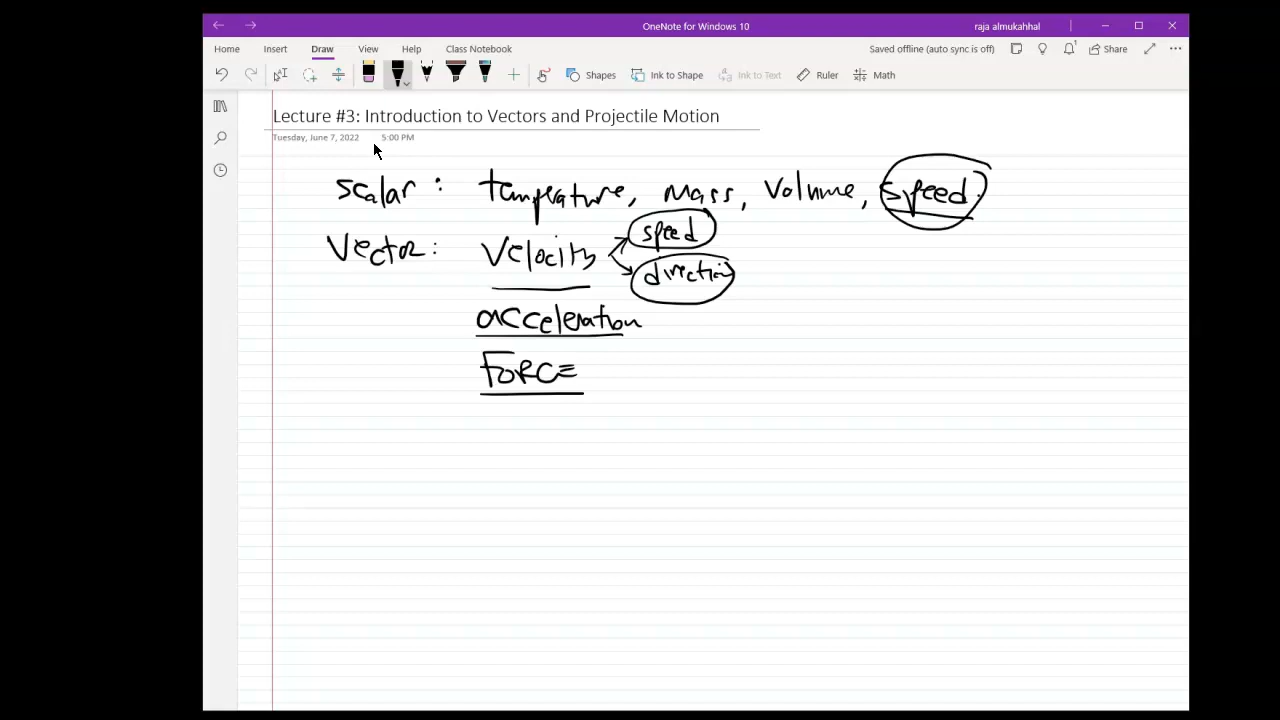 OneNote for Windows 10 raja almukahhal
Home Insert Draw View Help Class Notebook Saved offline (auto sync is off) Share
Shapes Ink to Shape Ink to Text Ruler Math
Lecture #3: Introduction to Vectors and Projectile Motion
Tuesday, June 7, 2022 5:00 PM
scalar : temperature, mass, volume, speed.
Vector : Velocity speed
direction
acceleration
FORCE